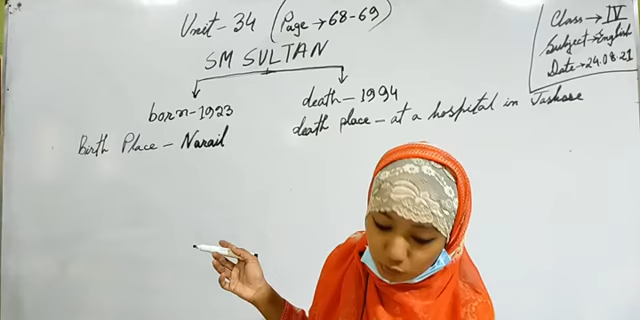 Unit - 34 (Page → 68-69)
SM SULTAN
born - 1923
Birth Place - Narail
death - 1994
death place - at a hospital in Jashore
Class → IV
Subject → English
Date → 24.08.21